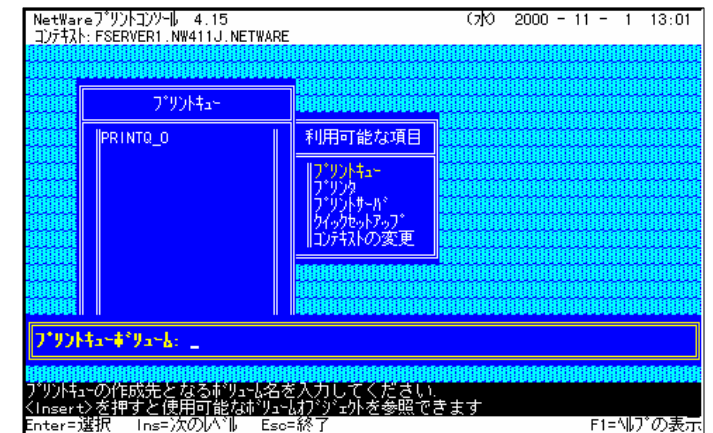 NetWareﾌﾟﾘﾝﾄｺﾝｿｰﾙ 4.15 (水) 2000 - 11 - 1 13:01
ｺﾝﾃｷｽﾄ: FSERVER1.NW411J.NETWARE
ﾌﾟﾘﾝﾄｷｭｰ
PRINTQ_0
利用可能な項目
ﾌﾟﾘﾝﾄｷｭｰ
ﾌﾟﾘﾝﾀ
ﾌﾟﾘﾝﾄｻｰﾊﾞ
ｸｲｯｸｾｯﾄｱｯﾌﾟ
ｺﾝﾃｷｽﾄの変更
ﾌﾟﾘﾝﾄｷｭｰﾎﾞﾘｭｰﾑ: _
ﾌﾟﾘﾝﾄｷｭｰの作成先となるﾎﾞﾘｭｰﾑ名を入力してください.
<Insert>を押すと使用可能なﾎﾞﾘｭｰﾑｵﾌﾞｼﾞｪｸﾄを参照できます
Enter=選択 Ins=次のﾚﾍﾞﾙ Esc=終了 F1=ﾍﾙﾌﾟの表示